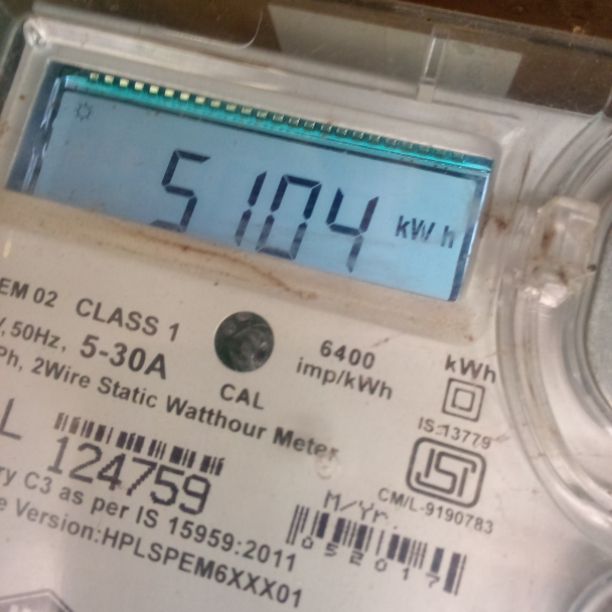 5104 kWh
EM 02 CLASS 1
, 50Hz, 5-30A
Ph, 2Wire Static Watthour Meter
CAL
6400
imp/kWh
kWh
IS:13779
ISI
CM/L-9190783
L 124759
ry C3 as per IS 15959:2011
e Version:HPLSPEM6XXX01
M/Yr.
052017